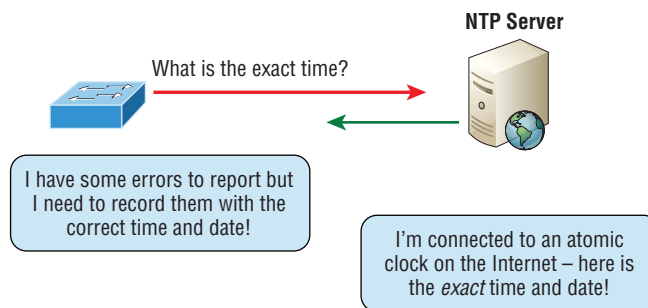 NTP Server
What is the exact time?
I have some errors to report but
I need to record them with the
correct time and date!
I’m connected to an atomic
clock on the Internet – here is
the exact time and date!